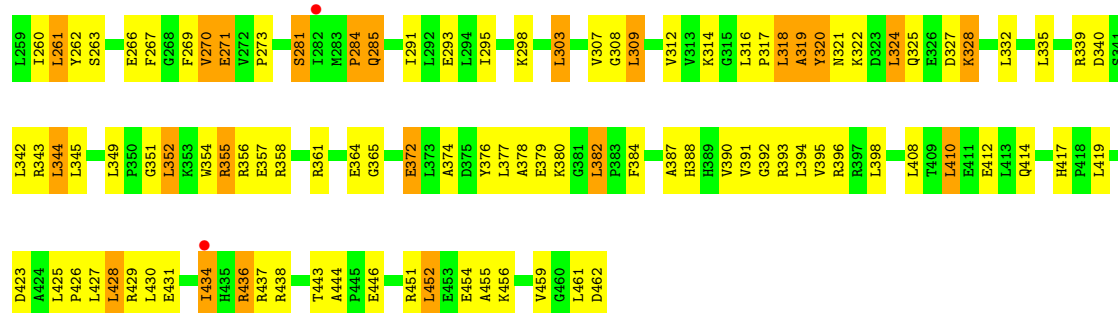 L259 I260 L261 Y262 S263 E266 F267 G268 F269 V270 E271 V272 P273 S281 I282 M283 P284 Q285 I291 L292 E293 L294 I295 K298 L303 V307 G308 L309 V312 V313 K314 G315 L316 P317 L318 A319 Y320 N321 K322 D323 L324 Q325 E326 D327 K328 L332 L335 R339 D340 S341
L342 R343 L344 L345 L349 P350 G351 L352 K353 W354 R355 R356 E357 R358 R361 E364 G365 E372 L373 A374 D375 Y376 L377 A378 E379 K380 G381 L382 P383 F384 A387 H388 H389 V390 V391 G392 R393 L394 V395 R396 R397 L398 L408 T409 L410 E411 E412 L413 Q414 H417 P418 L419
D423 A424 L425 P426 L427 L428 R429 L430 E431 I434 H435 R436 R437 R438 T443 A444 P445 E446 R451 L452 E453 E454 A455 K456 V459 G460 L461 D462